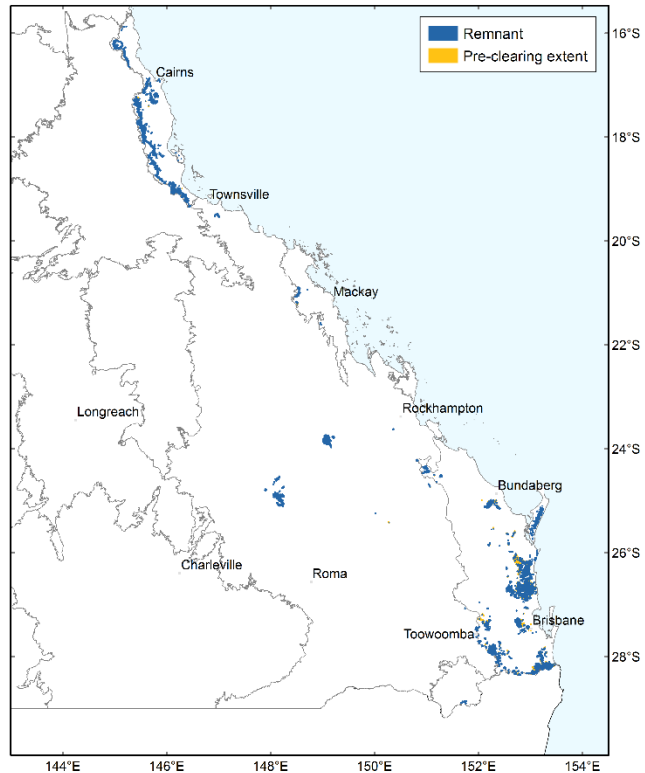 Remnant
Pre-clearing extent
16°S
Cairns
18°S
Townsville
20°S
Mackay
22°S
Longreach
Rockhampton
24°S
Bundaberg
Charleville
Roma
26°S
Toowoomba
Brisbane
28°S
144°E
146°E
148°E
150°E
152°E
154°E